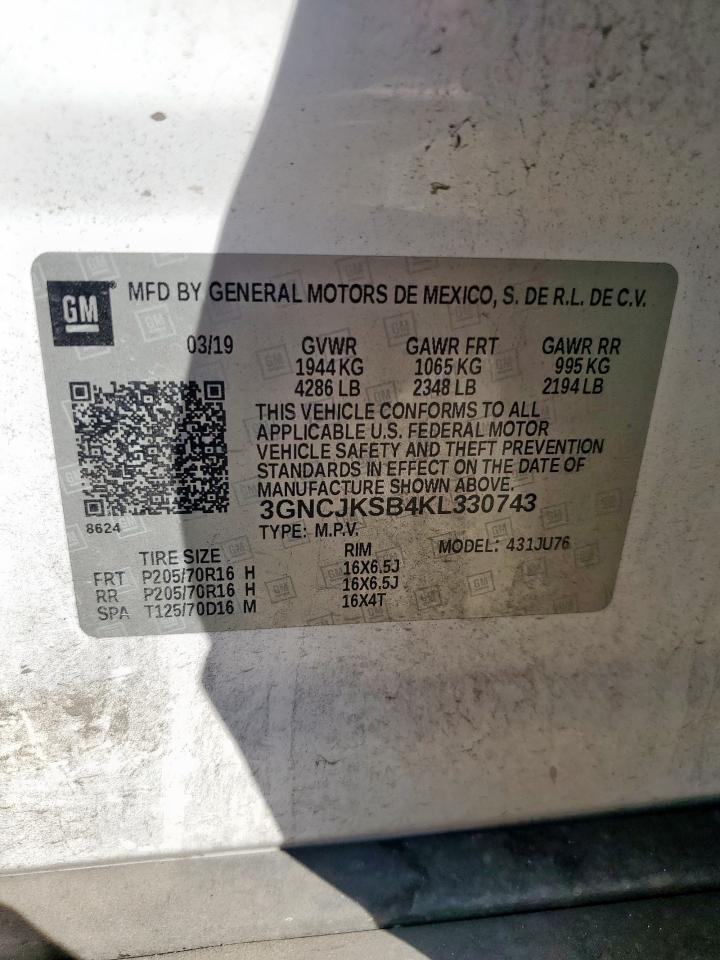 GM
MFD BY GENERAL MOTORS DE MEXICO, S. DE R.L. DE C.V.
03/19 GVWR GAWR FRT GAWR RR
1944 KG 1065 KG 995 KG
4286 LB 2348 LB 2194 LB
THIS VEHICLE CONFORMS TO ALL
APPLICABLE U.S. FEDERAL MOTOR
VEHICLE SAFETY AND THEFT PREVENTION
STANDARDS IN EFFECT ON THE DATE OF
MANUFACTURE SHOWN ABOVE.
3GNCJKSB4KL330743
8624
TYPE: M.P.V.
TIRE SIZE RIM MODEL: 431JU76
FRT P205/70R16 H 16X6.5J
RR P205/70R16 H 16X6.5J
SPA T125/70D16 M 16X4T